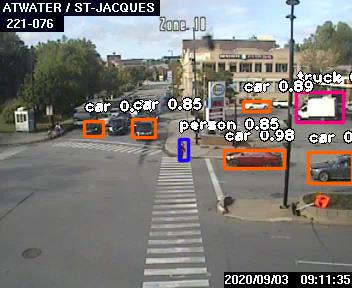 ATWATER / ST-JACQUES
221-076
Zone 10
car 0.89
truck
car 0.
car 0.85
person 0.85
car 0.98
car 0.
2020/09/03 09:11:35